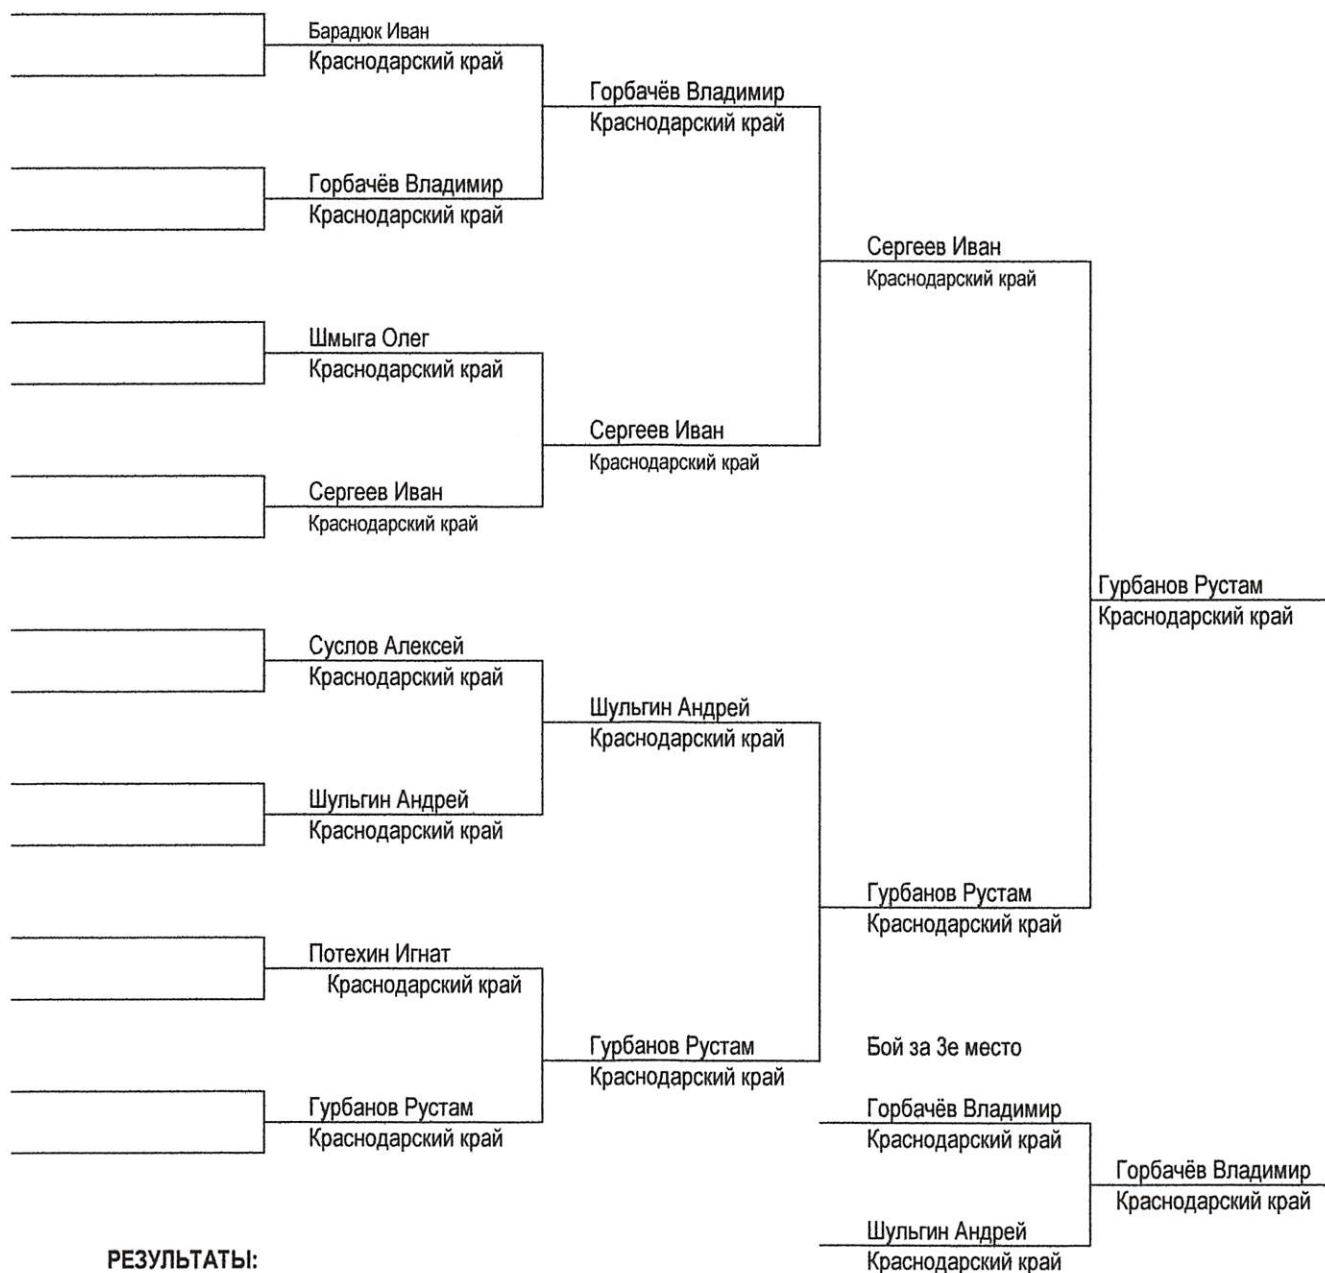 Барадюк Иван
Краснодарский край
Горбачёв Владимир
Краснодарский край
Горбачёв Владимир
Краснодарский край
Сергеев Иван
Краснодарский край
Шмыга Олег
Краснодарский край
Сергеев Иван
Краснодарский край
Сергеев Иван
Краснодарский край
Гурбанов Рустам
Краснодарский край
Суслов Алексей
Краснодарский край
Шульгин Андрей
Краснодарский край
Шульгин Андрей
Краснодарский край
Гурбанов Рустам
Краснодарский край
Потехин Игнат
Краснодарский край
Гурбанов Рустам
Краснодарский край
Бой за 3е место
Гурбанов Рустам
Краснодарский край
Горбачёв Владимир
Краснодарский край
Горбачёв Владимир
Краснодарский край
Шульгин Андрей
Краснодарский край
РЕЗУЛЬТАТЫ: